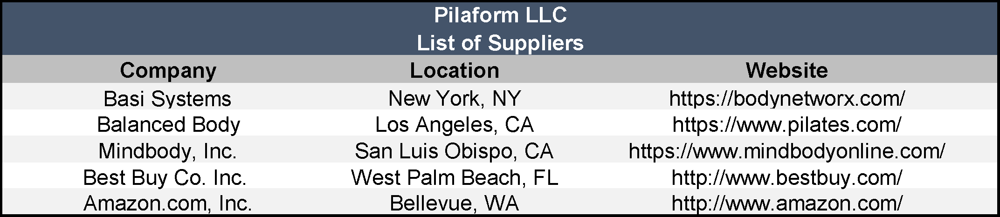 Pilaform LLC
List of Suppliers
Company Location Website
Basi Systems New York, NY https://bodynetworx.com/
Balanced Body Los Angeles, CA https://www.pilates.com/
Mindbody, Inc. San Luis Obispo, CA https://www.mindbodyonline.com/
Best Buy Co. Inc. West Palm Beach, FL http://www.bestbuy.com/
Amazon.com, Inc. Bellevue, WA http://www.amazon.com/